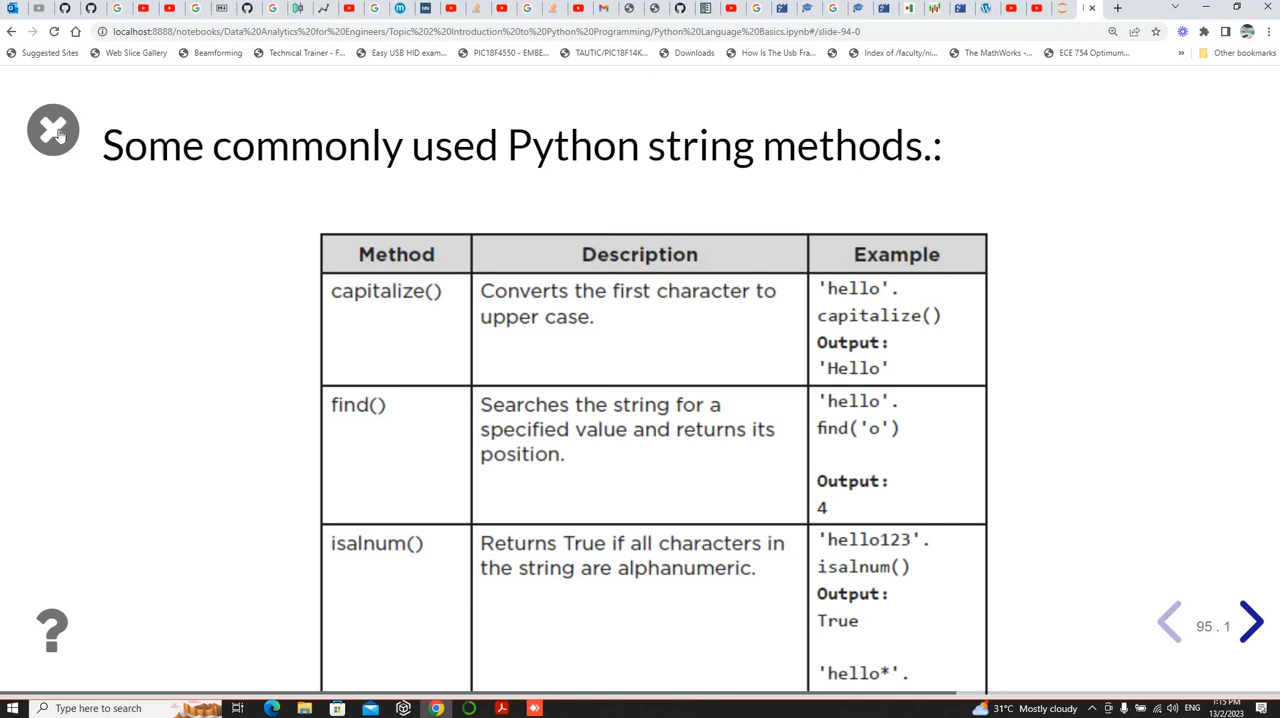 localhost:8888/notebooks/Data%20Analytics%20for%20Engineers/Topic%202%20Introduction%20to%20Python%20Programming/Python%20Language%20Basics.ipynb#/slide-94-0
Suggested Sites Web Slice Gallery Beamforming Technical Trainer - F... Easy USB HID exam... PIC18F4550 - EMBE... TAUTIC/PIC18F14K... Downloads How Is The Usb Fra... Index of /faculty/ni... The MathWorks -... ECE 754 Optimum... » Other bookmarks
Some commonly used Python string methods.:
Method Description Example
capitalize() Converts the first character to 'hello'.
upper case. capitalize()
Output:
'Hello'
find() Searches the string for a 'hello'.
specified value and returns its find('o')
position.
Output:
4
isalnum() Returns True if all characters in 'hello123'.
the string are alphanumeric. isalnum()
Output:
True
'hello*'.
?
95 . 1
Type here to search
31°C Mostly cloudy
ENG
1:15 PM
13/2/2023